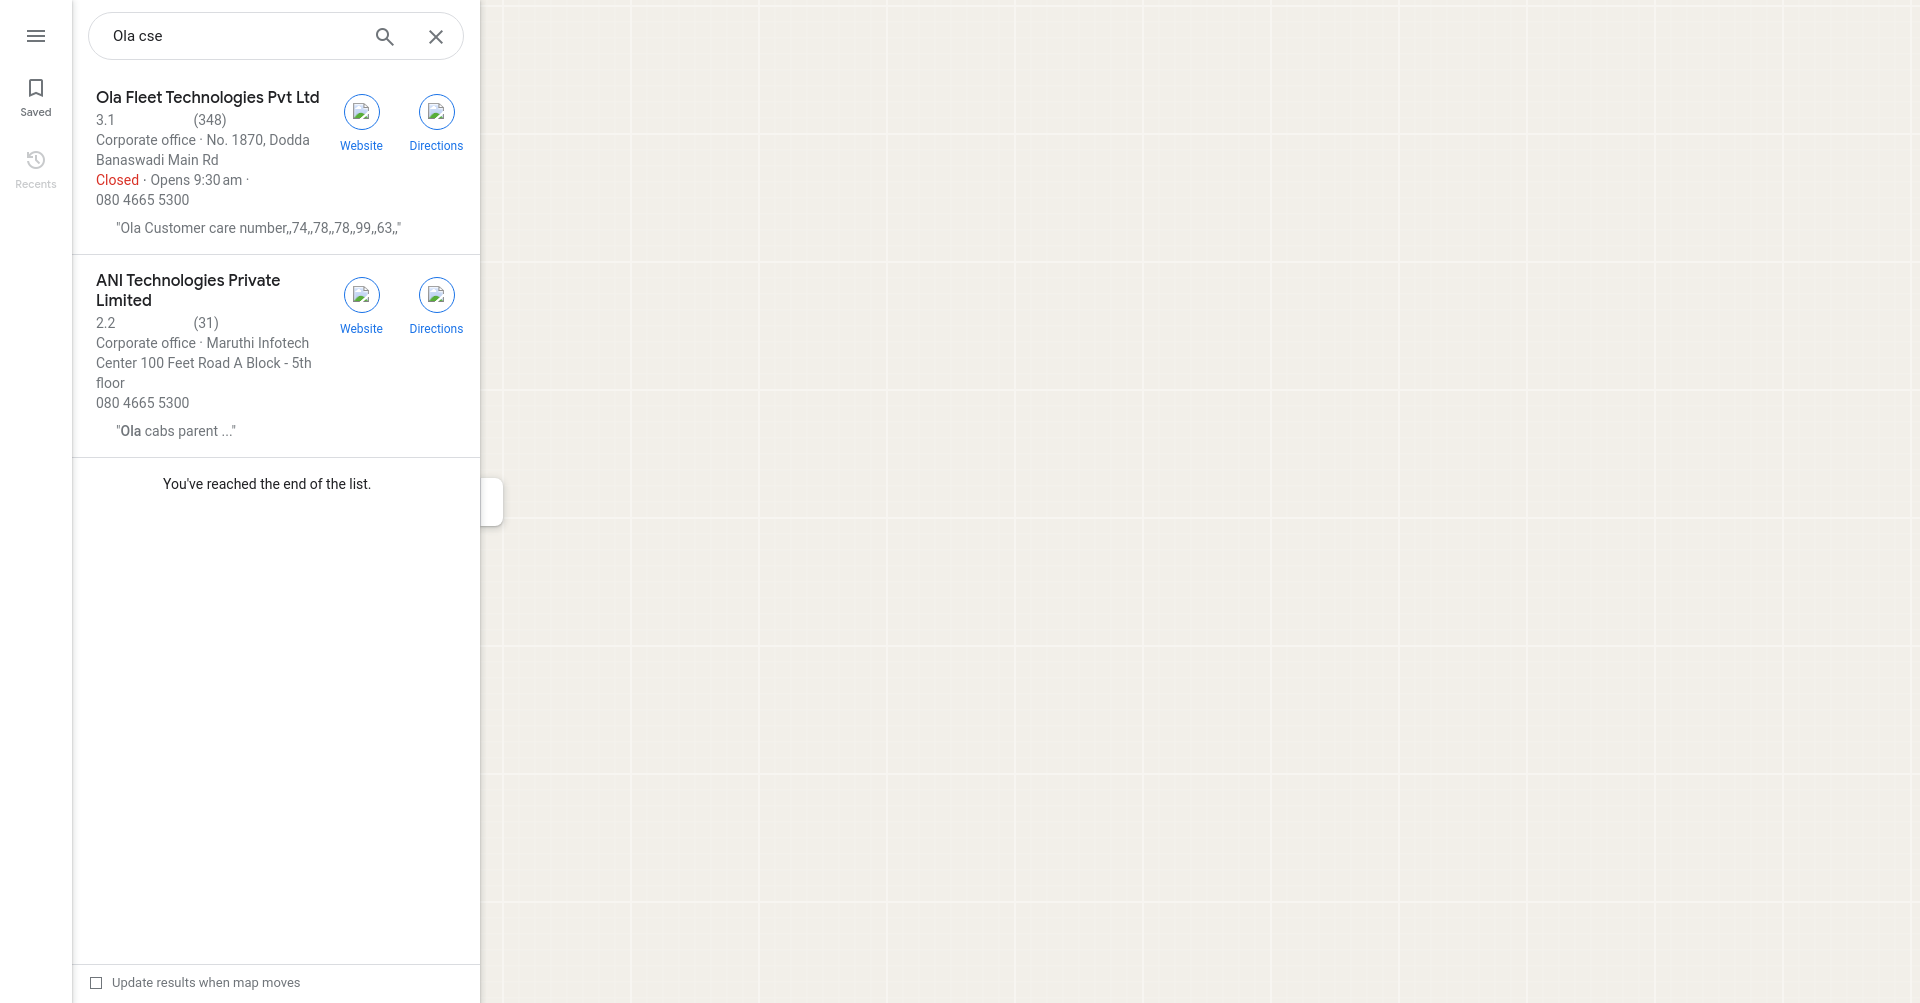 Ola cse
Saved
Recents
Ola Fleet Technologies Pvt Ltd
3.1 (348)
Corporate office · No. 1870, Dodda
Banaswadi Main Rd
Closed · Opens 9:30 am ·
080 4665 5300
Website
Directions
"Ola Customer care number,,74,,78,,78,,99,,63,,"
ANI Technologies Private
Limited
2.2 (31)
Corporate office · Maruthi Infotech
Center 100 Feet Road A Block - 5th
floor
080 4665 5300
Website
Directions
"Ola cabs parent ..."
You've reached the end of the list.
Update results when map moves